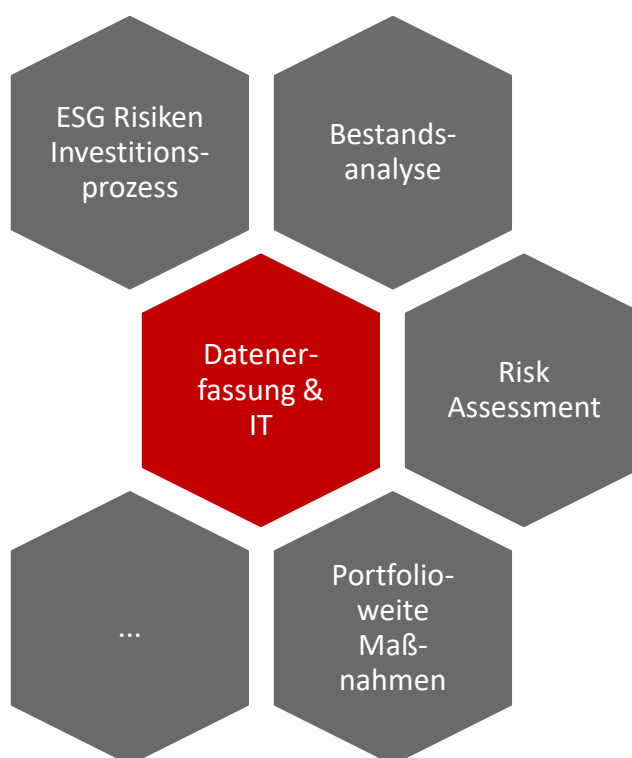 ESG Risiken
Investitions-
prozess
Bestands-
analyse
Datener-
fassung &
IT
Risk
Assessment
...
Portfolio-
weite
Maß-
nahmen